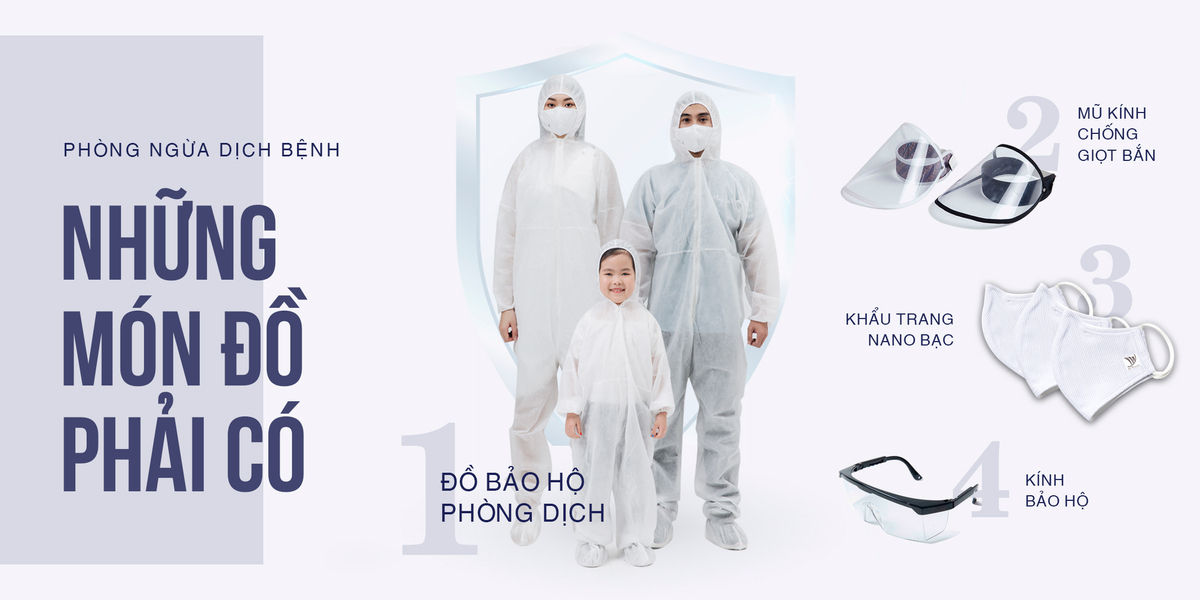 PHÒNG NGỪA DỊCH BỆNH
NHỮNG
MÓN ĐỒ
PHẢI CÓ
1
ĐỒ BẢO HỘ
PHÒNG DỊCH
2
MŨ KÍNH
CHỐNG
GIỌT BẮN
3
KHẨU TRANG
NANO BẠC
4
KÍNH
BẢO HỘ